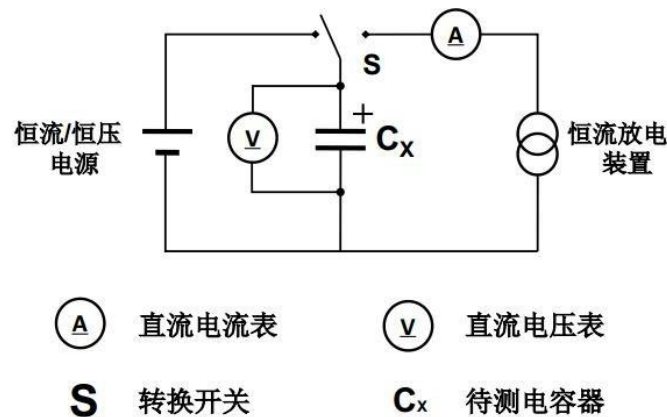 A
S
恒流/恒压
电源
V
+
Cx
恒流放电
装置
A 直流电流表
V 直流电压表
S 转换开关
Cx 待测电容器